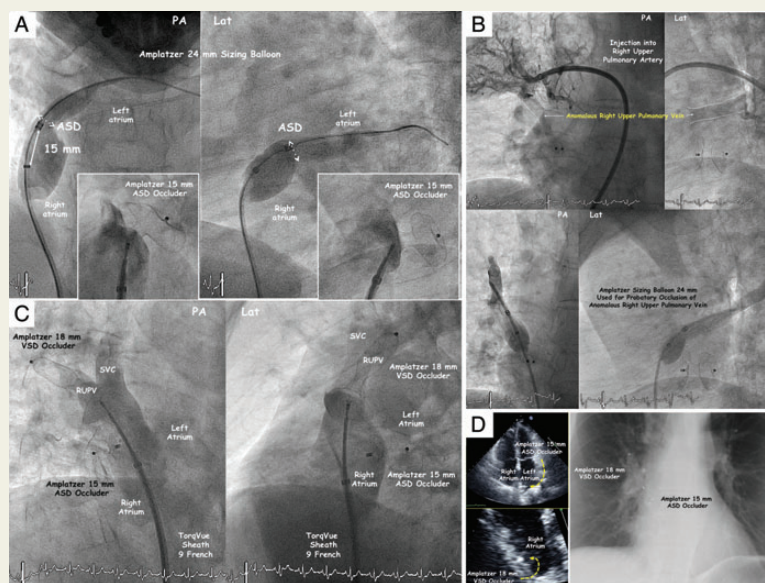 A
PA
Lat
Amplatzer 24 mm Sizing Balloon
Left
atrium
ASD
15 mm
Right
atrium
Amplatzer 15 mm
ASD Occluder
Left
atrium
ASD
Right
atrium
Amplatzer 15 mm
ASD Occluder
B
PA
Lat
Injection into
Right Upper
Pulmonary Artery
Anomalous Right Upper Pulmonary Vein
PA
Lat
Amplatzer Sizing Balloon 24 mm
Used for Probatory Occlusion of
Anomalous Right Upper Pulmonary Vein
C
PA
Lat
Amplatzer 18 mm
VSD Occluder
SVC
RUPV
Left
Atrium
Amplatzer 15 mm
ASD Occluder
Right
Atrium
TorqVue
Sheath
9 French
SVC
RUPV
Amplatzer 18 mm
VSD Occluder
Left
Atrium
Right
Atrium
Amplatzer 15 mm
ASD Occluder
TorqVue
Sheath
9 French
D
Amplatzer 15 mm
ASD Occluder
Right
Atrium
Left
Atrium
Right
Atrium
Amplatzer 18 mm
VSD Occluder
Amplatzer 18 mm
VSD Occluder
Amplatzer 15 mm
ASD Occluder